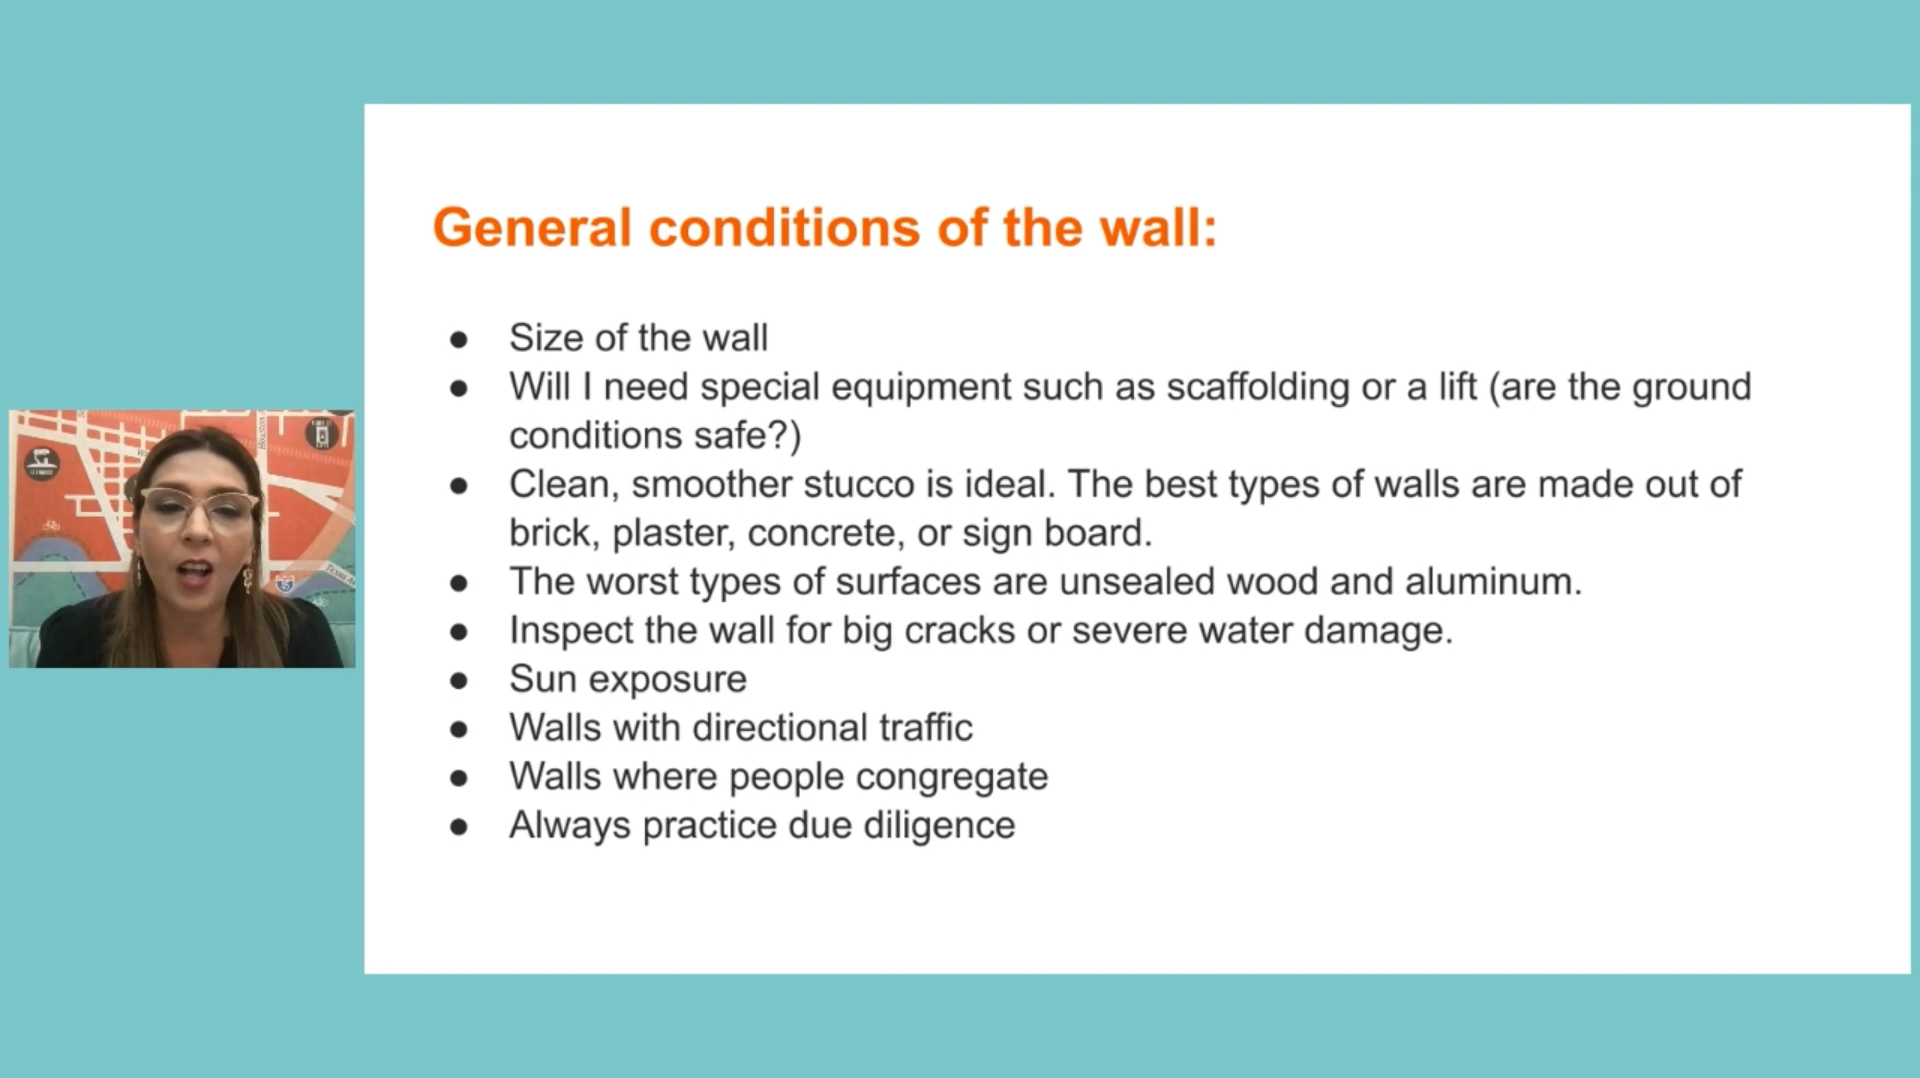 General conditions of the wall:
● Size of the wall
● Will I need special equipment such as scaffolding or a lift (are the ground
conditions safe?)
● Clean, smoother stucco is ideal. The best types of walls are made out of
brick, plaster, concrete, or sign board.
● The worst types of surfaces are unsealed wood and aluminum.
● Inspect the wall for big cracks or severe water damage.
● Sun exposure
● Walls with directional traffic
● Walls where people congregate
● Always practice due diligence